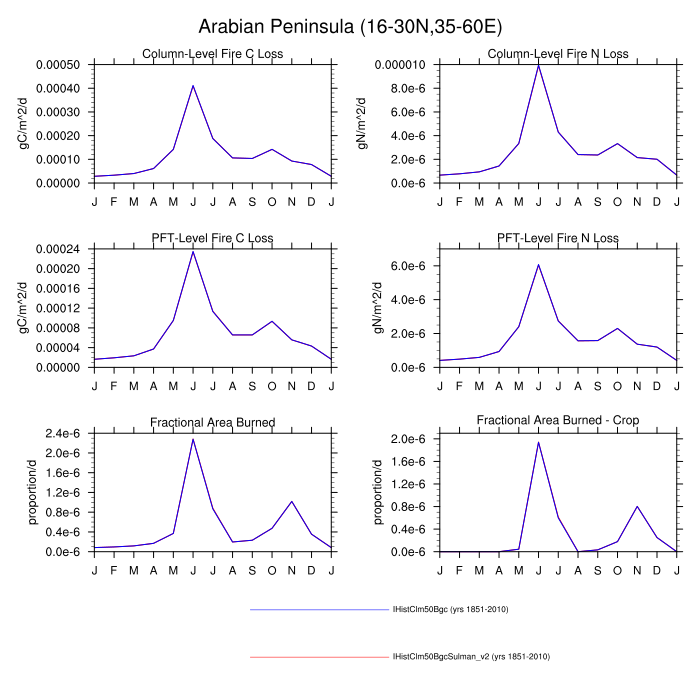 Arabian Peninsula (16-30N,35-60E)
Column-Level Fire C Loss
gC/m^2/d
0.00050
0.00040
0.00030
0.00020
0.00010
0.00000
J F M A M J J A S O N D J
Column-Level Fire N Loss
gN/m^2/d
0.000010
8.0e-6
6.0e-6
4.0e-6
2.0e-6
0.0e-6
J F M A M J J A S O N D J
PFT-Level Fire C Loss
gC/m^2/d
0.00024
0.00020
0.00016
0.00012
0.00008
0.00004
0.00000
J F M A M J J A S O N D J
PFT-Level Fire N Loss
gN/m^2/d
6.0e-6
4.0e-6
2.0e-6
0.0e-6
J F M A M J J A S O N D J
Fractional Area Burned
proportion/d
2.4e-6
2.0e-6
1.6e-6
1.2e-6
0.8e-6
0.4e-6
0.0e-6
J F M A M J J A S O N D J
Fractional Area Burned - Crop
2.0e-6
1.6e-6
1.2e-6
0.8e-6
0.4e-6
0.0e-6
proportion/d
J F M A M J J A S O N D J
IHistClm50Bgc (yrs 1851-2010)
IHistClm50BgcSulman_v2 (yrs 1851-2010)